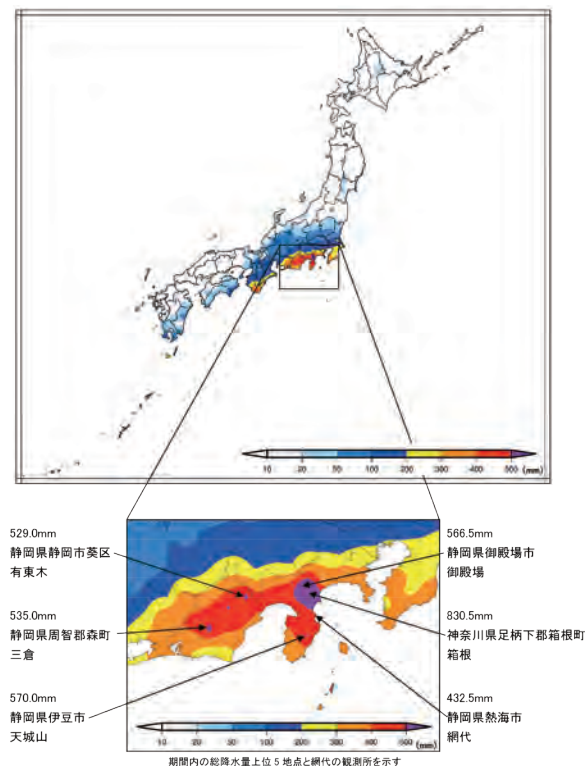 10 20 50 100 200 300 400 500 (mm)
529.0mm
静岡県静岡市葵区
有東木
535.0mm
静岡県周智郡森町
三倉
570.0mm
静岡県伊豆市
天城山
566.5mm
静岡県御殿場市
御殿場
830.5mm
神奈川県足柄下郡箱根町
箱根
432.5mm
静岡県熱海市
網代
10 20 50 100 200 300 400 500 (mm)
期間内の総降水量上位5地点と網代の観測所を示す